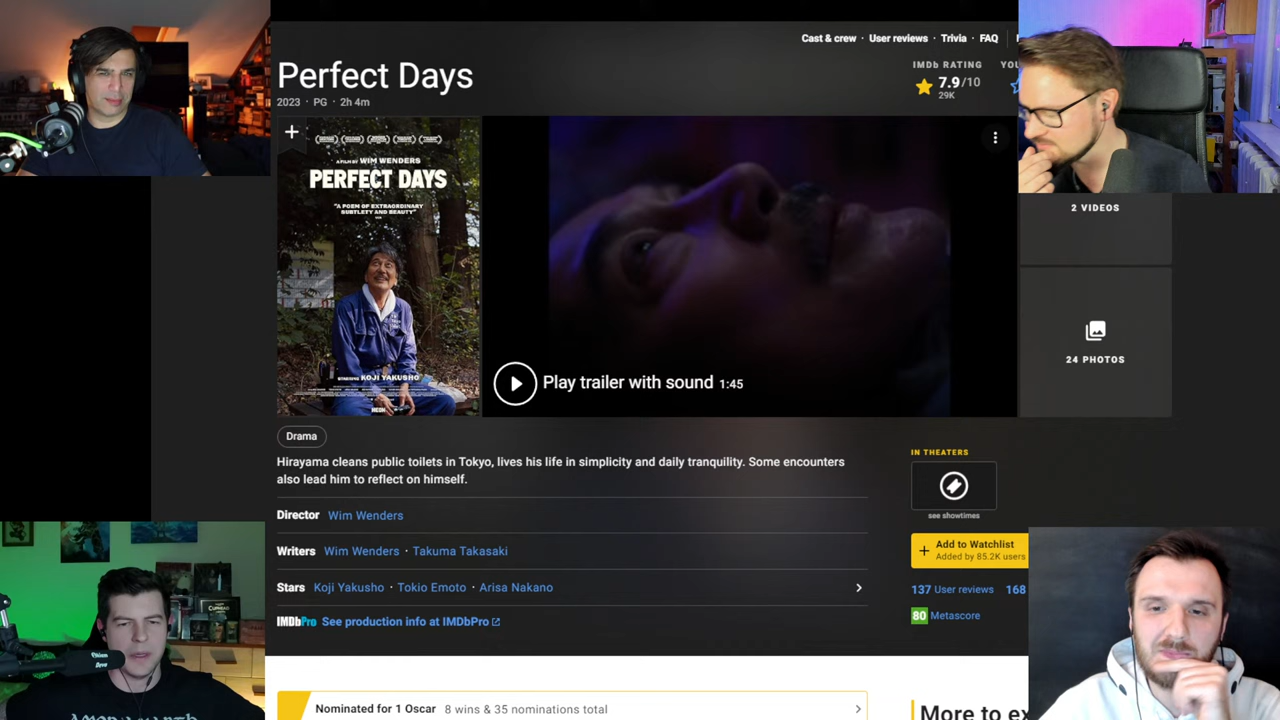 Cast & crew · User reviews · Trivia · FAQ
Perfect Days
2023 · PG · 2h 4m
IMDb RATING
7.9/10
29K
YOU
A FILM BY WIM WENDERS
PERFECT DAYS
"A POEM OF EXTRAORDINARY
SUBTLETY AND BEAUTY"
STARRING KOJI YAKUSHO
NEON
Play trailer with sound 1:45
2 VIDEOS
24 PHOTOS
Drama
Hirayama cleans public toilets in Tokyo, lives his life in simplicity and daily tranquility. Some encounters
also lead him to reflect on himself.
Director Wim Wenders
Writers Wim Wenders · Takuma Takasaki
Stars Koji Yakusho · Tokio Emoto · Arisa Nakano
IMDbPro See production info at IMDbPro
IN THEATERS
see showtimes
Add to Watchlist
Added by 85.2K users
137 User reviews 168
80 Metascore
Nominated for 1 Oscar 8 wins & 35 nominations total
More to ex
CUPHEAD